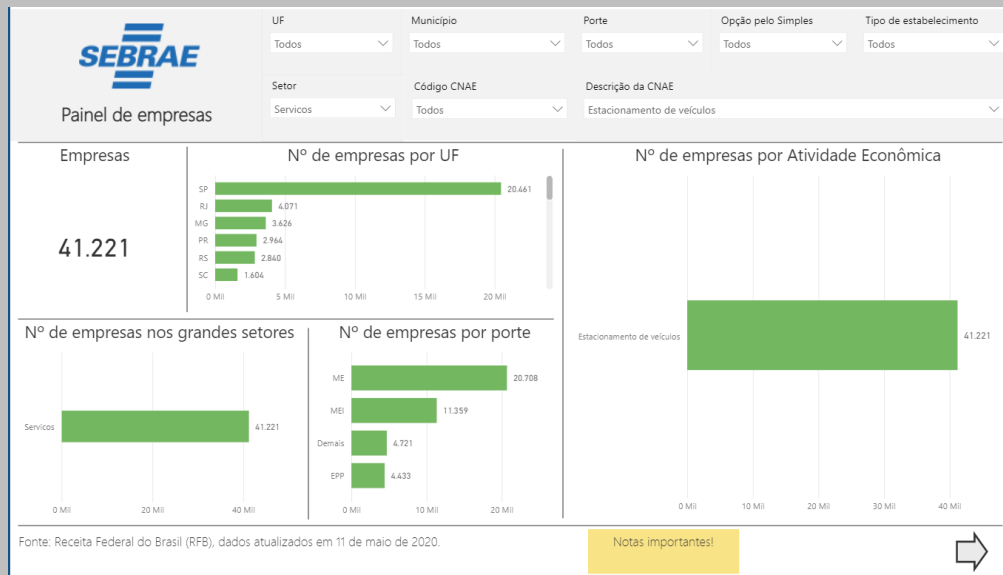 SEBRAE
Painel de empresas
UF
Todos
Município
Todos
Porte
Todos
Opção pelo Simples
Todos
Tipo de estabelecimento
Todos
Setor
Servicos
Código CNAE
Todos
Descrição da CNAE
Estacionamento de veículos
Empresas
41.221
Nº de empresas por UF
SP 20.461
RJ 4.071
MG 3.626
PR 2.964
RS 2.840
SC 1.604
0 Mil 5 Mil 10 Mil 15 Mil 20 Mil
Nº de empresas por Atividade Econômica
Estacionamento de veículos 41.221
0 Mil 10 Mil 20 Mil 30 Mil 40 Mil
Nº de empresas nos grandes setores
Servicos 41.221
0 Mil 20 Mil 40 Mil
Nº de empresas por porte
ME 20.708
MEI 11.359
Demais 4.721
EPP 4.433
0 Mil 10 Mil 20 Mil
Fonte: Receita Federal do Brasil (RFB), dados atualizados em 11 de maio de 2020.
Notas importantes!